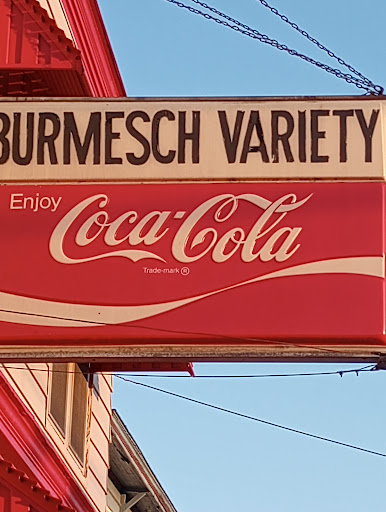 BURMESCH VARIETY
Enjoy
Coca-Cola
Trade-mark ®